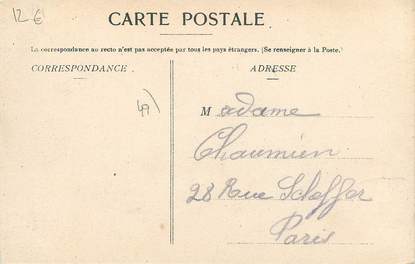 12 €
CARTE POSTALE
La correspondance au recto n'est pas acceptée par tous les pays étrangers. (Se renseigner à la Poste.)
CORRESPONDANCE
ADRESSE
49)
Madame
Chaumien
28 Rue Scheffer
Paris